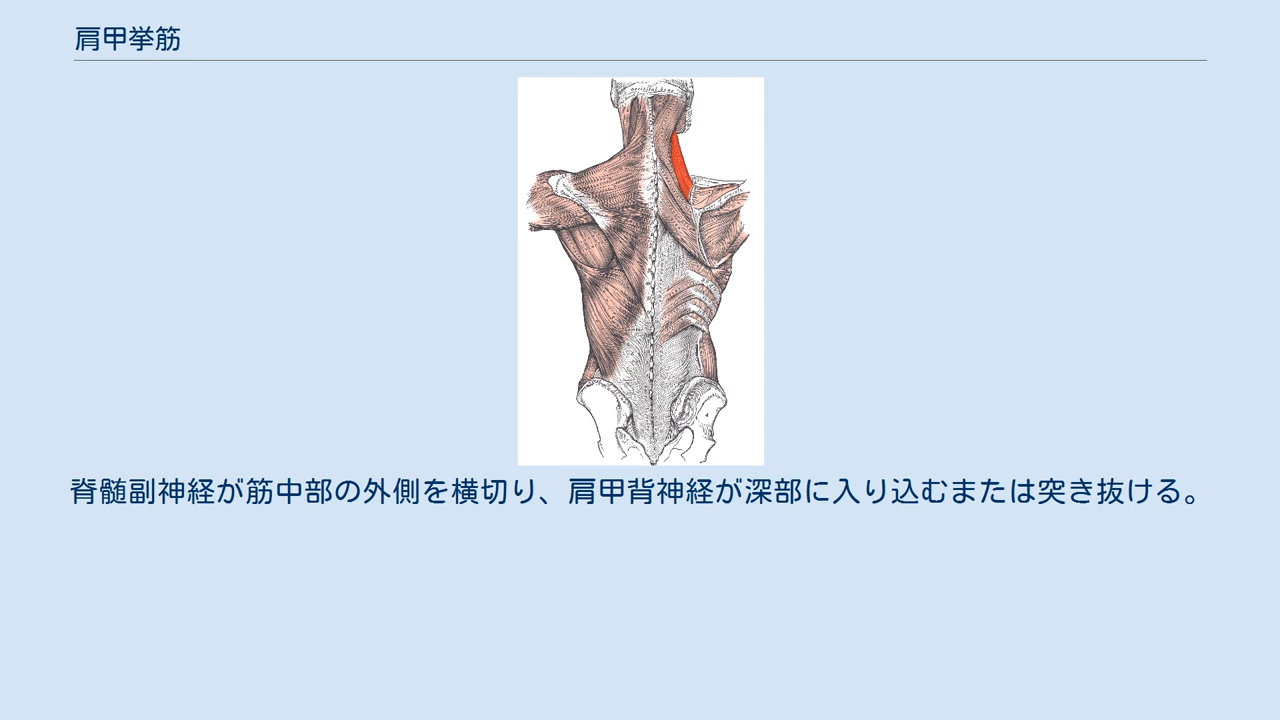 肩甲挙筋
occipital bone
脊髄副神経が筋中部の外側を横切り、肩甲背神経が深部に入り込むまたは突き抜ける。